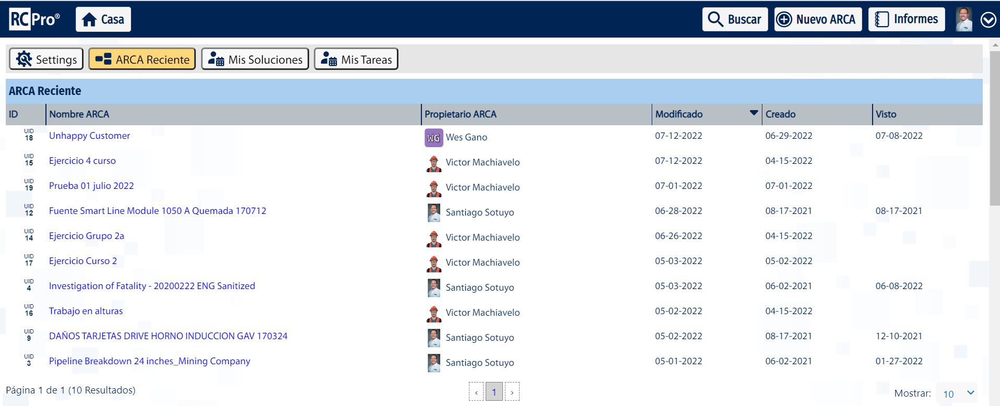 RCPro® Casa Buscar Nuevo ARCA Informes
Settings ARCA Reciente Mis Soluciones Mis Tareas
ARCA Reciente
ID Nombre ARCA Propietario ARCA Modificado Creado Visto
UID 18 Unhappy Customer WG Wes Gano 07-12-2022 06-29-2022 07-08-2022
UID 15 Ejercicio 4 curso Victor Machiavelo 07-12-2022 04-15-2022
UID 19 Prueba 01 julio 2022 Victor Machiavelo 07-01-2022 07-01-2022
UID 12 Fuente Smart Line Module 1050 A Quemada 170712 Santiago Sotuyo 06-28-2022 08-17-2021 08-17-2021
UID 14 Ejercicio Grupo 2a Victor Machiavelo 06-26-2022 04-15-2022
UID 17 Ejercicio Curso 2 Victor Machiavelo 05-03-2022 05-02-2022
UID 4 Investigation of Fatality - 20200222 ENG Sanitized Santiago Sotuyo 05-03-2022 06-02-2021 06-08-2022
UID 16 Trabajo en alturas Victor Machiavelo 05-02-2022 04-15-2022
UID 9 DAÑOS TARJETAS DRIVE HORNO INDUCCION GAV 170324 Santiago Sotuyo 05-02-2022 08-17-2021 12-10-2021
UID 3 Pipeline Breakdown 24 inches_Mining Company Santiago Sotuyo 05-01-2022 06-02-2021 01-27-2022
Página 1 de 1 (10 Resultados) ‹ 1 › Mostrar: 10